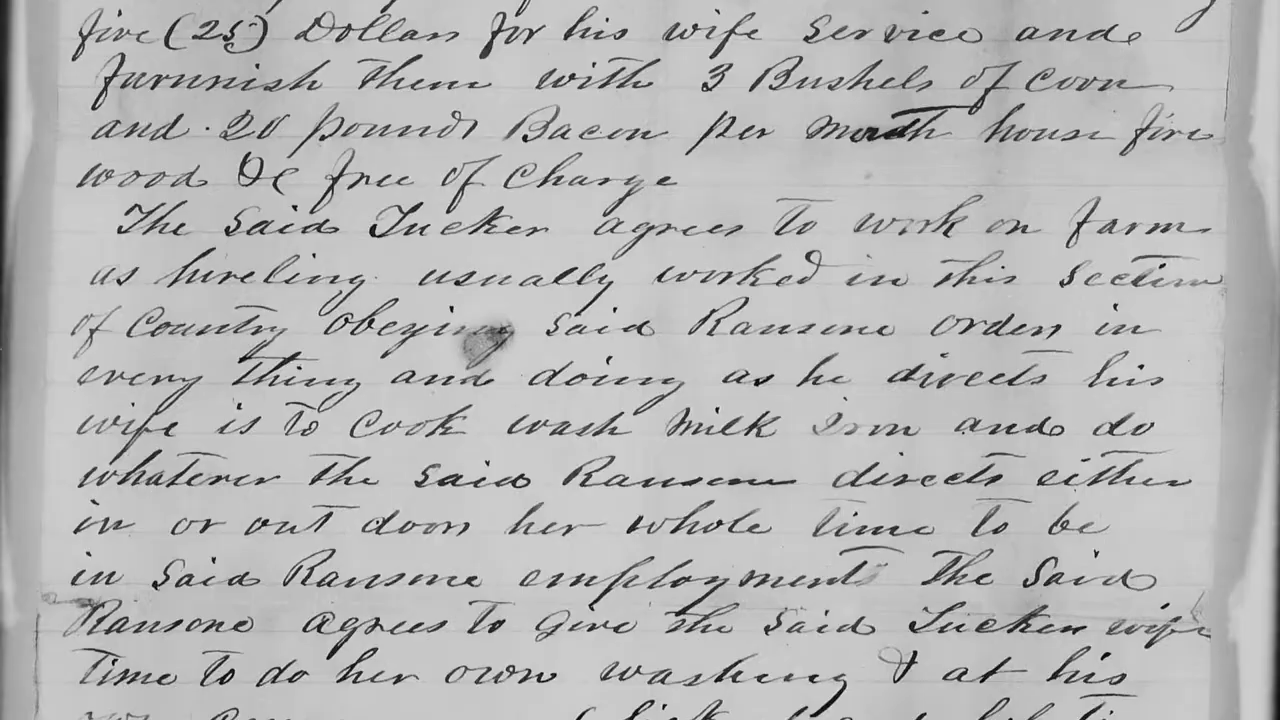 five (25) Dollars for his wife Service and
furnnish them with 3 Bushels of Corn
and 20 pounds Bacon per month house fire
wood &c free of Charge
The Said Tucker agrees to work on farm
as hireling usually worked in this Section
of Country obeying said Ransone orders in
every thing and doing as he directs his
wife is to Cook wash Milk Iron and do
whatever the Said Ransone directs either
in or out doors her whole time to be
in Said Ransone employment The Said
Ransone agrees to give the Said Tucker wife
time to do her own washing & at his